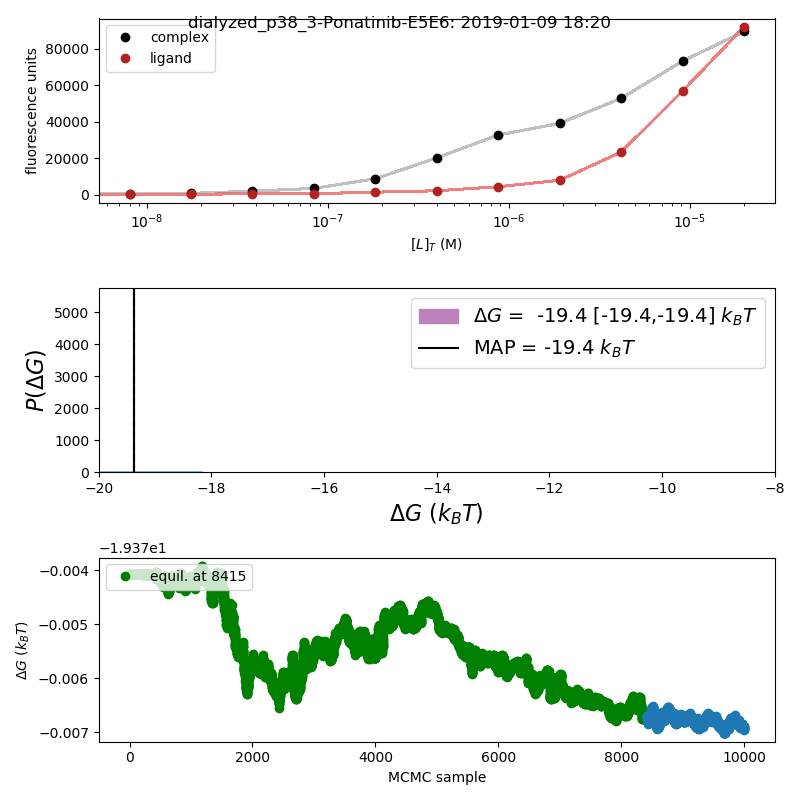 dialyzed_p38_3-Ponatinib-E5E6: 2019-01-09 18:20
complex
ligand
fluorescence units
80000
60000
40000
20000
0
10⁻⁸
10⁻⁷
10⁻⁶
10⁻⁵
[L]_T (M)
ΔG = -19.4 [-19.4,-19.4] k_BT
MAP = -19.4 k_BT
P(ΔG)
5000
4000
3000
2000
1000
0
−20
−18
−16
−14
−12
−10
−8
ΔG (k_BT)
−1.937e1
equil. at 8415
ΔG (k_BT)
−0.004
−0.005
−0.006
−0.007
0
2000
4000
6000
8000
10000
MCMC sample